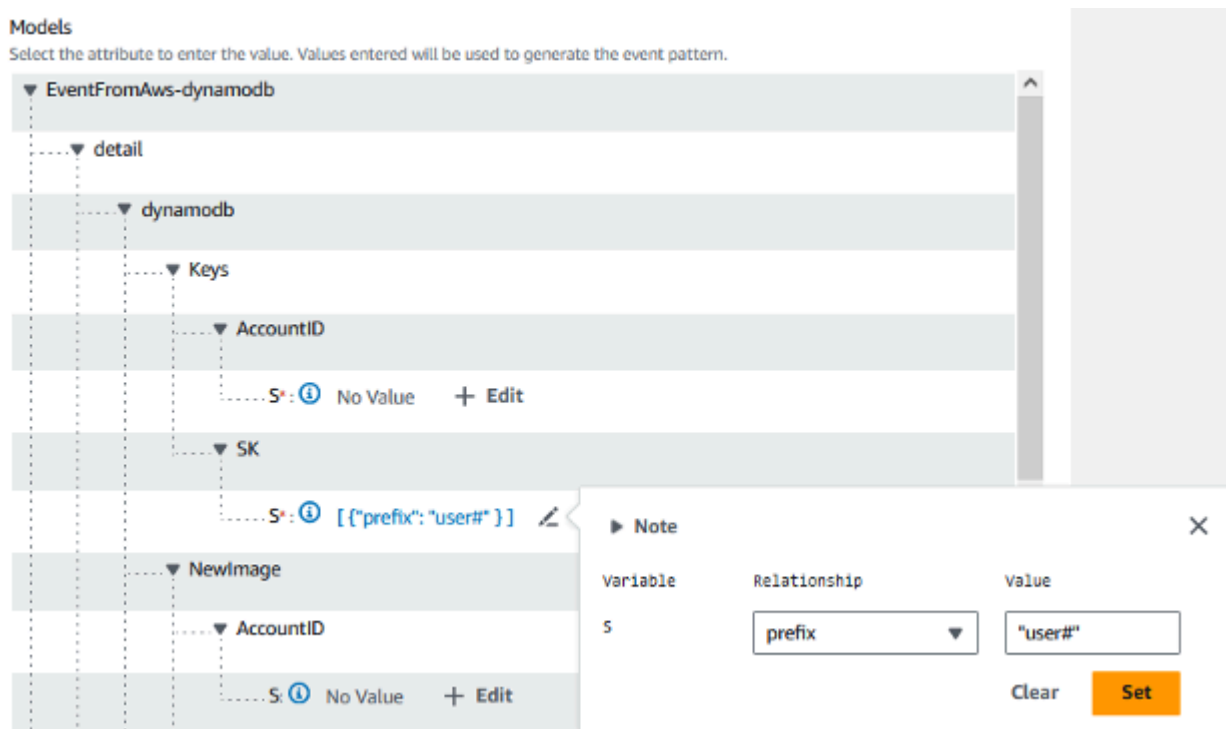 Models
Select the attribute to enter the value. Values entered will be used to generate the event pattern.
EventFromAws-dynamodb
detail
dynamodb
Keys
AccountID
S* : No Value + Edit
SK
S* : [ {"prefix": "user#" } ]
Note
NewImage
Variable Relationship Value
AccountID
S prefix "user#"
S: No Value + Edit
Clear Set